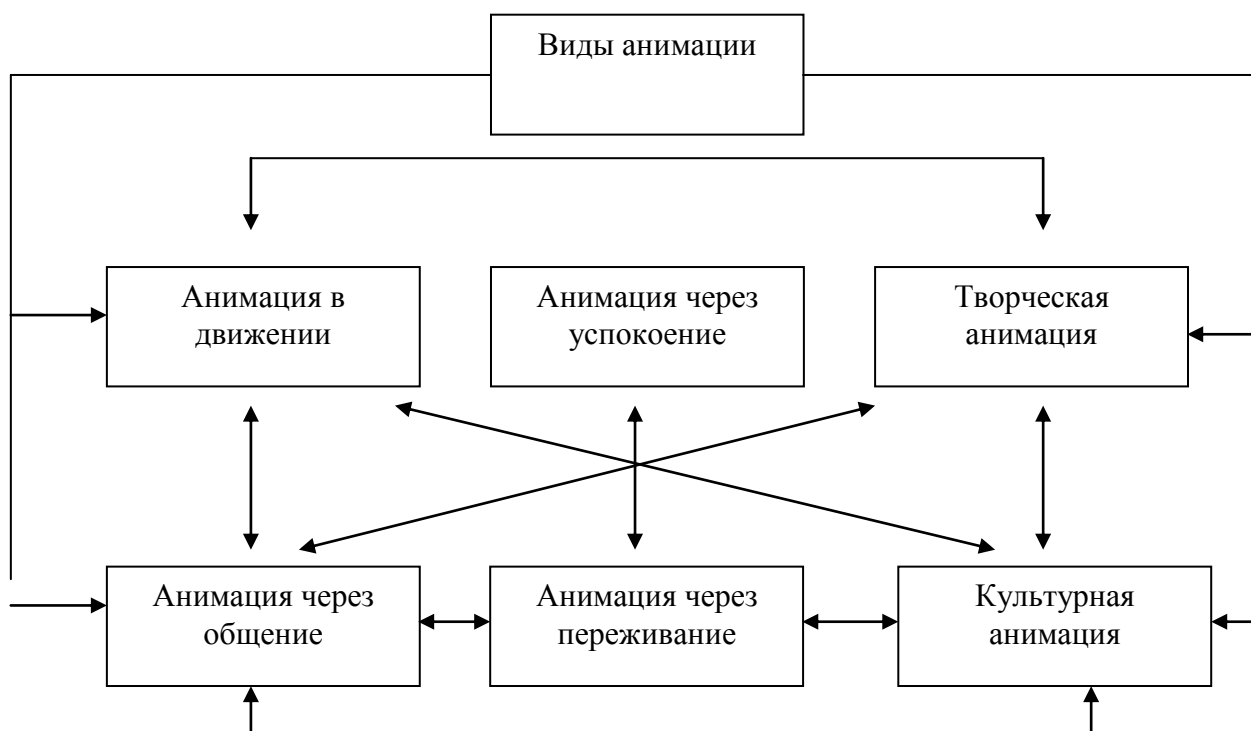 Виды анимации
Анимация в
движении
Анимация через
успокоение
Творческая
анимация
Анимация через
общение
Анимация через
переживание
Культурная
анимация